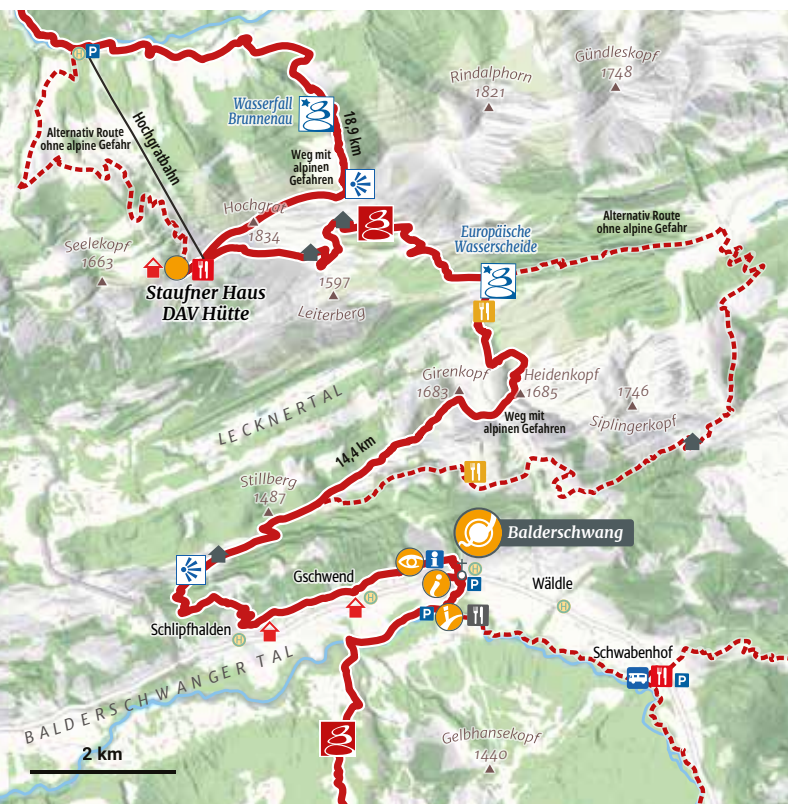 H
P
Gündleskopf
1748
Rindalphorn
1821
Wasserfall
Brunnenau
18,9 km
Alternativ Route
ohne alpine Gefahr
Hochgratbahn
Weg mit
alpinen
Gefahren
Hochgrat
1834
Alternativ Route
ohne alpine Gefahr
Europäische
Wasserscheide
Seelekopf
1663
Staufner Haus
DAV Hütte
1597
Leiterberg
Girenkopf
1683
Heidenkopf
1685
1746
Siplingerkopf
LECKNERTAL
Weg mit
alpinen Gefahren
14,4 km
Stillberg
1487
Balderschwang
i
H
Gschwend
i
P
Wäldle
H
H
P
Schlipfhalden
H
Schwabenhof
P
BALDERSCHWANGER TAL
Gelbhansekopf
1440
2 km